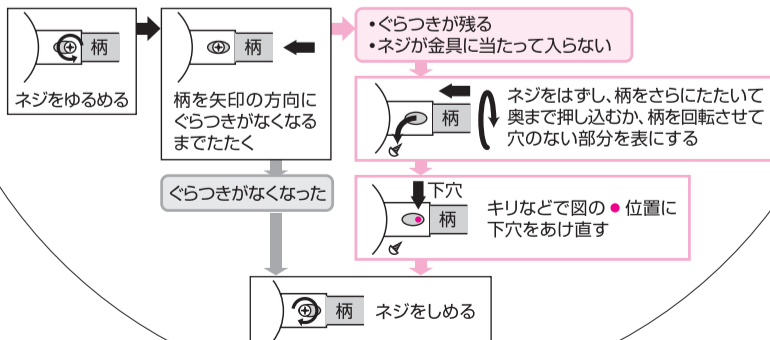 柄
ネジをゆるめる
柄
柄を矢印の方向に
ぐらつきがなくなる
までたたく
•ぐらつきが残る
•ネジが金具に当たって入らない
柄
ネジをはずし、柄をさらにたたいて
奥まで押し込むか、柄を回転させて
穴のない部分を表にする
ぐらつきがなくなった
下穴
柄
キリなどで図の●位置に
下穴をあけ直す
柄
ネジをしめる